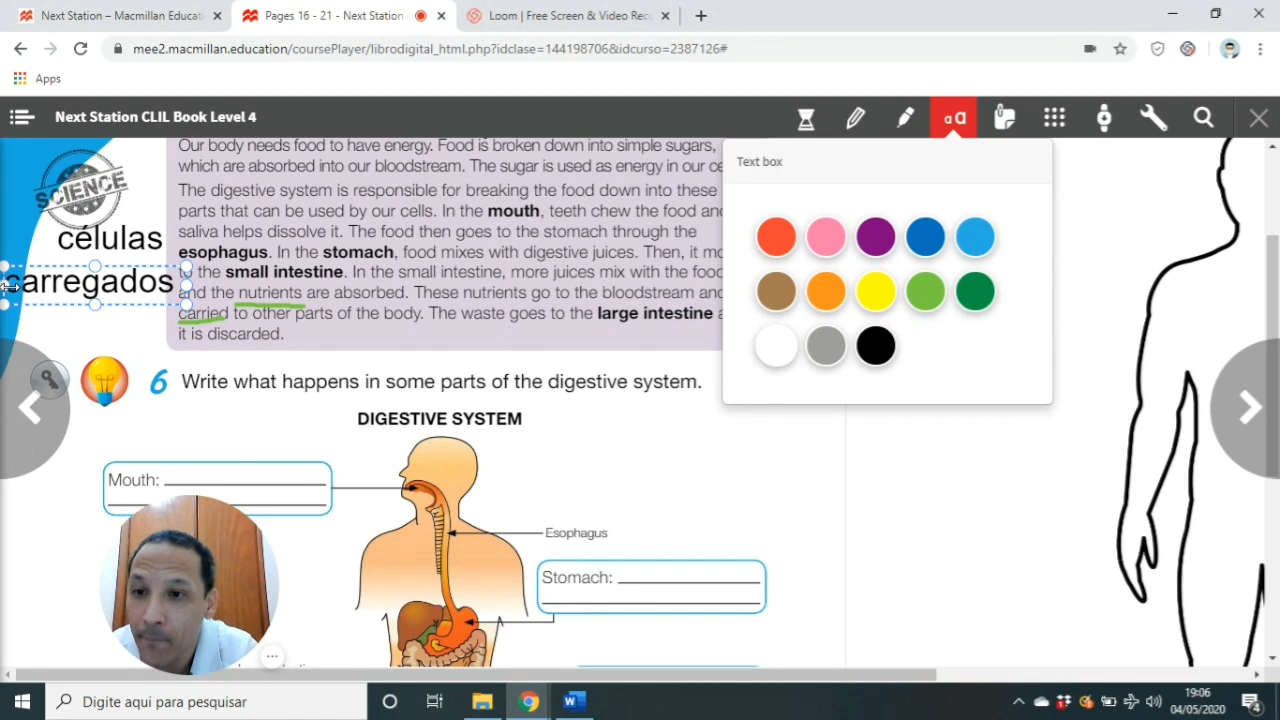 Next Station – Macmillan Educati
Pages 16 - 21 - Next Station
Loom | Free Screen & Video Rec
mee2.macmillan.education/coursePlayer/librodigital_html.php?idclase=144198706&idcurso=2387126#
Apps
Next Station CLIL Book Level 4
aa
Text box
SCIENCE
Our body needs food to have energy. Food is broken down into simple sugars,
which are absorbed into our bloodstream. The sugar is used as energy in our ce
The digestive system is responsible for breaking the food down into these
parts that can be used by our cells. In the mouth, teeth chew the food and
saliva helps dissolve it. The food then goes to the stomach through the
esophagus. In the stomach, food mixes with digestive juices. Then, it mo
the small intestine. In the small intestine, more juices mix with the food
and the nutrients are absorbed. These nutrients go to the bloodstream and
carried to other parts of the body. The waste goes to the large intestine a
it is discarded.
células
carregados
6 Write what happens in some parts of the digestive system.
DIGESTIVE SYSTEM
Mouth:
Esophagus
Stomach:
Digite aqui para pesquisar
19:06
04/05/2020
4